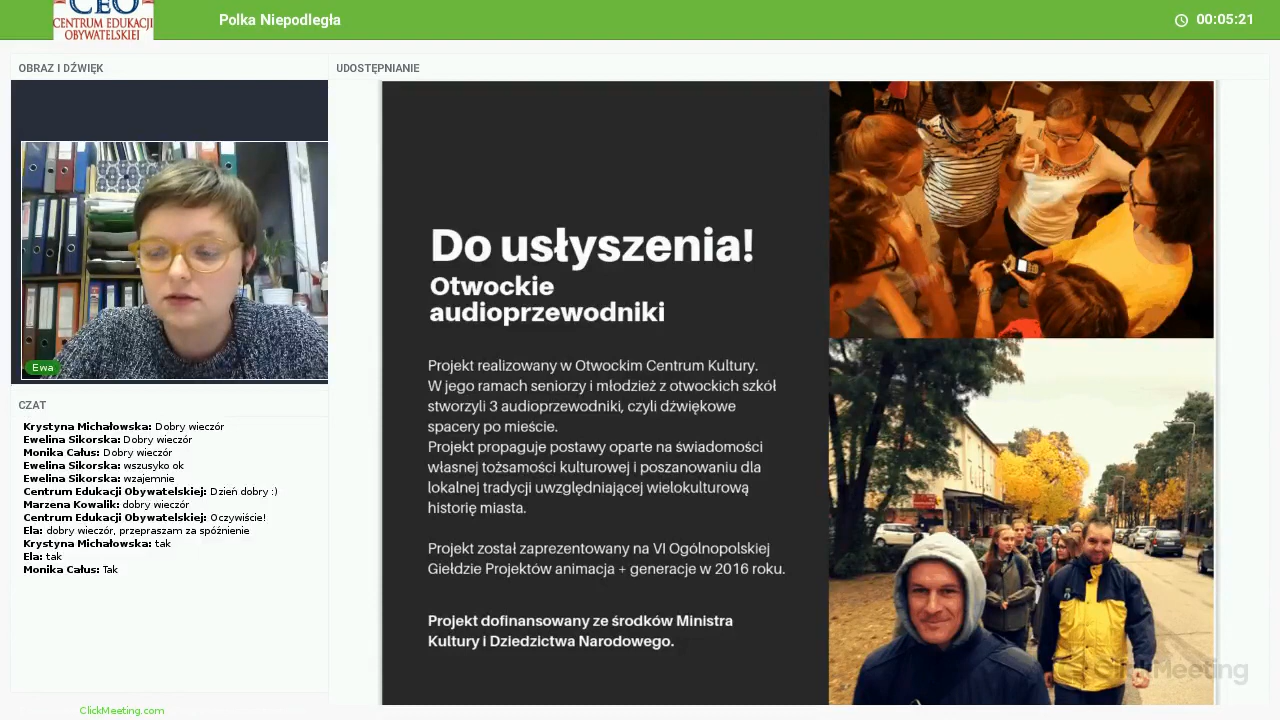 CEO
CENTRUM EDUKACJI
OBYWATELSKIEJ
Polka Niepodległa
00:05:21
OBRAZ I DŹWIĘK
UDOSTĘPNIANIE
Ewa
CZAT
Krystyna Michałowska: Dobry wieczór
Ewelina Sikorska: Dobry wieczór
Monika Całus: Dobry wieczór
Ewelina Sikorska: wszusyko ok
Ewelina Sikorska: wzajemnie
Centrum Edukacji Obywatelskiej: Dzień dobry :)
Marzena Kowalik: dobry wieczór
Centrum Edukacji Obywatelskiej: Oczywiście!
Ela: dobry wieczór, przepraszam za spóźnienie
Krystyna Michałowska: tak
Ela: tak
Monika Całus: Tak
ClickMeeting.com
Do usłyszenia!
Otwockie
audioprzewodniki
Projekt realizowany w Otwockim Centrum Kultury.
W jego ramach seniorzy i młodzież z otwockich szkół
stworzyli 3 audioprzewodniki, czyli dźwiękowe
spacery po mieście.
Projekt propaguje postawy oparte na świadomości
własnej tożsamości kulturowej i poszanowaniu dla
lokalnej tradycji uwzględniającej wielokulturową
historię miasta.
Projekt został zaprezentowany na VI Ogólnopolskiej
Giełdzie Projektów animacja + generacje w 2016 roku.
Projekt dofinansowany ze środków Ministra
Kultury i Dziedzictwa Narodowego.
ClickMeeting